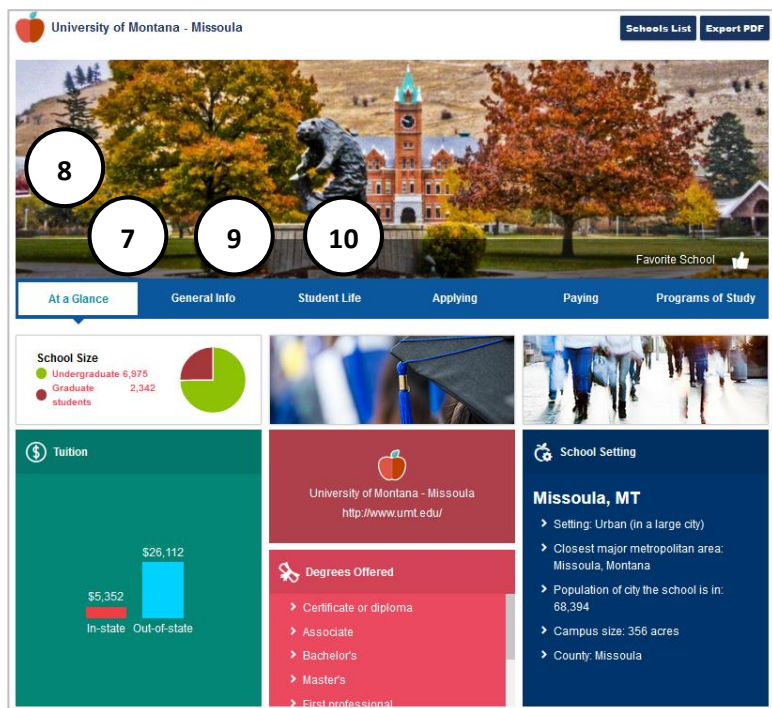 University of Montana - Missoula
Schools List
Export PDF
8
7
9
10
Favorite School
At a Glance
General Info
Student Life
Applying
Paying
Programs of Study
School Size
Undergraduate 6,975
Graduate 2,342
students
Tuition
$26,112
$5,352
In-state Out-of-state
University of Montana - Missoula
http://www.umt.edu/
Degrees Offered
Certificate or diploma
Associate
Bachelor's
Master's
First professional
School Setting
Missoula, MT
Setting: Urban (in a large city)
Closest major metropolitan area:
Missoula, Montana
Population of city the school is in:
68,394
Campus size: 356 acres
County: Missoula